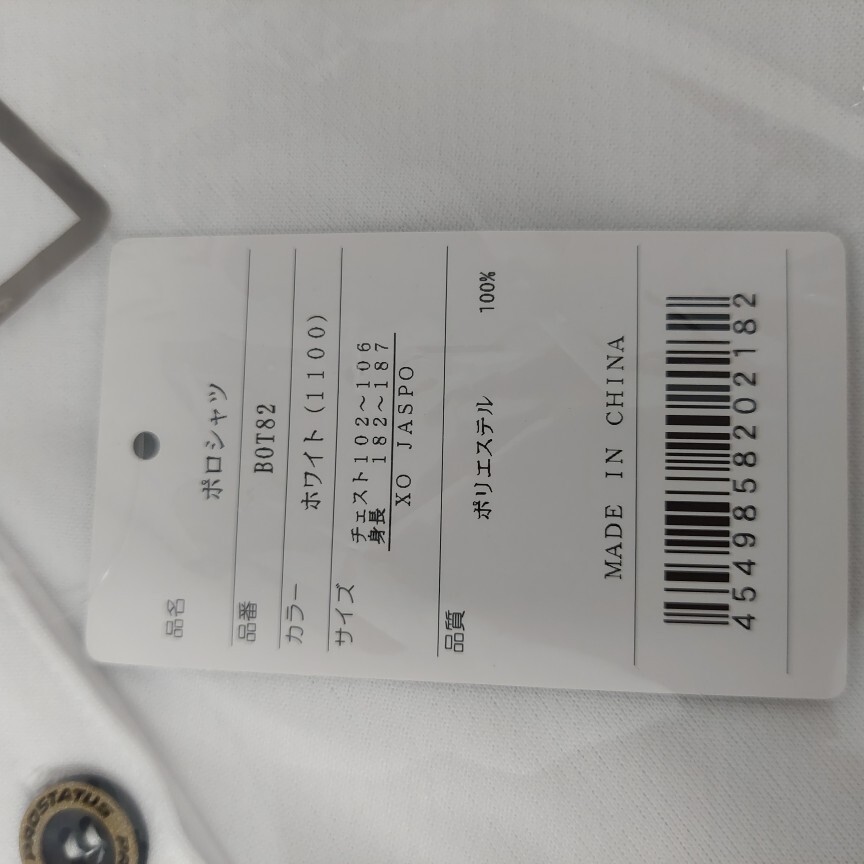 品名 ポロシャツ
品番 BOT82
カラー ホワイト(1100)
サイズ チェスト102~106
身長 182~187
XO JASPO
品質 ポリエステル 100%
MADE IN CHINA
4549858202182
PROSTATUS